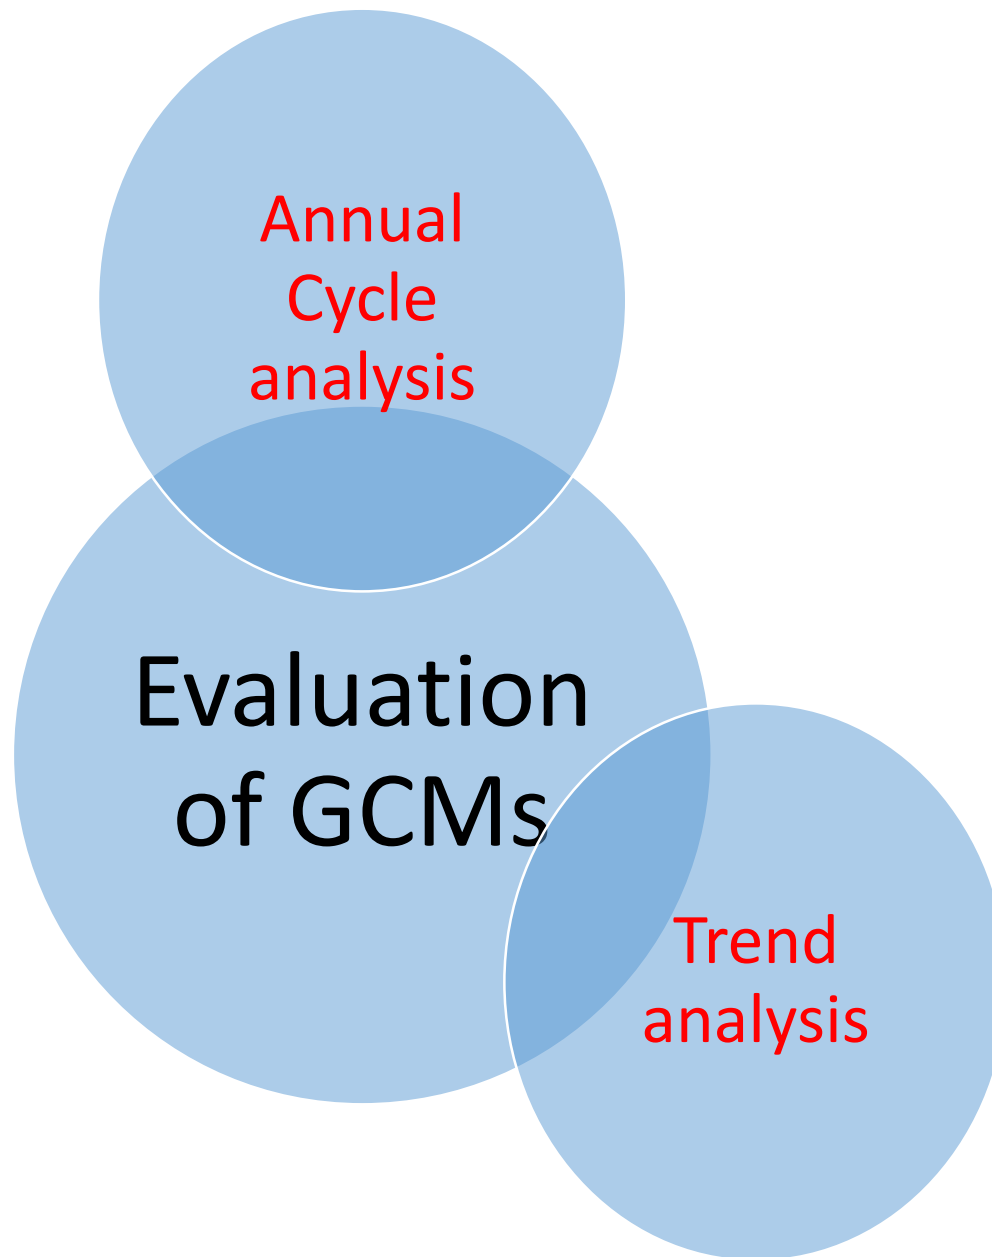 Annual
Cycle
analysis
Evaluation
of GCMs
Trend
analysis